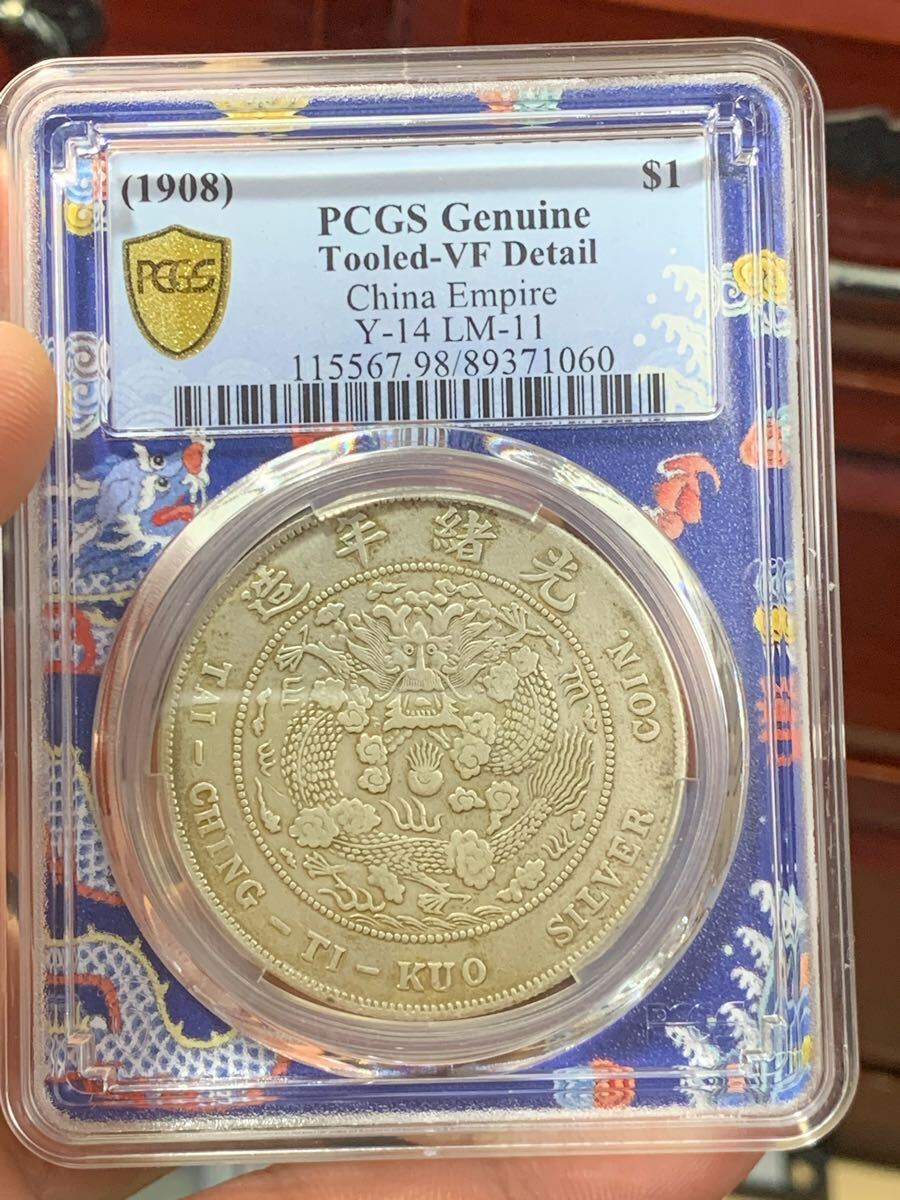 (1908) $1
PCGS Genuine
Tooled-VF Detail
China Empire
Y-14 LM-11
115567.98/89371060
PCGS
造年緒光
TAI-CHING-TI-KUO SILVER COIN.
PCGS